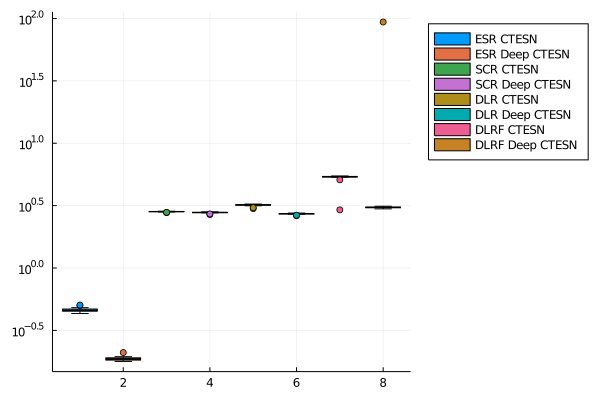 10^2.0
10^1.5
10^1.0
10^0.5
10^0.0
10^−0.5
2 4 6 8
ESR CTESN
ESR Deep CTESN
SCR CTESN
SCR Deep CTESN
DLR CTESN
DLR Deep CTESN
DLRF CTESN
DLRF Deep CTESN